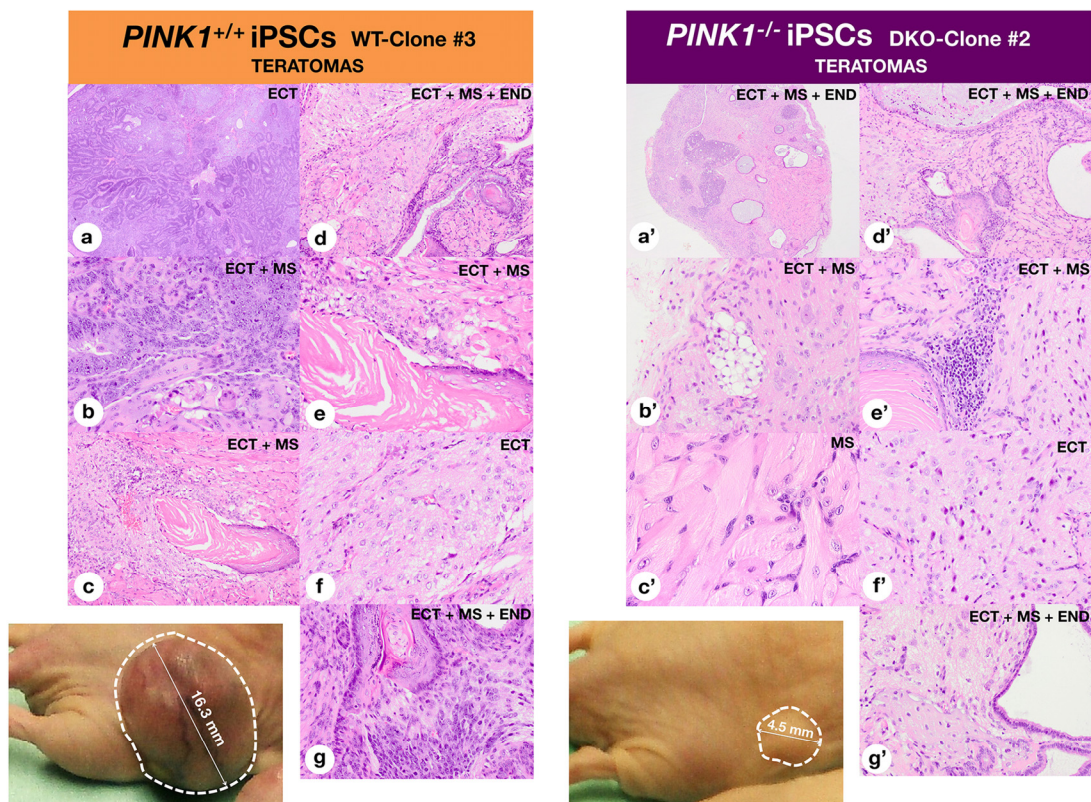 PINK1+/+ iPSCs WT-Clone #3
TERATOMAS
ECT
a
ECT + MS + END
d
ECT + MS
b
ECT + MS
e
ECT + MS
c
ECT
f
ECT + MS + END
g
16.3 mm
PINK1-/- iPSCs DKO-Clone #2
TERATOMAS
ECT + MS + END
a'
ECT + MS + END
d'
ECT + MS
b'
ECT + MS
e'
MS
c'
ECT
f'
ECT + MS + END
g'
4.5 mm